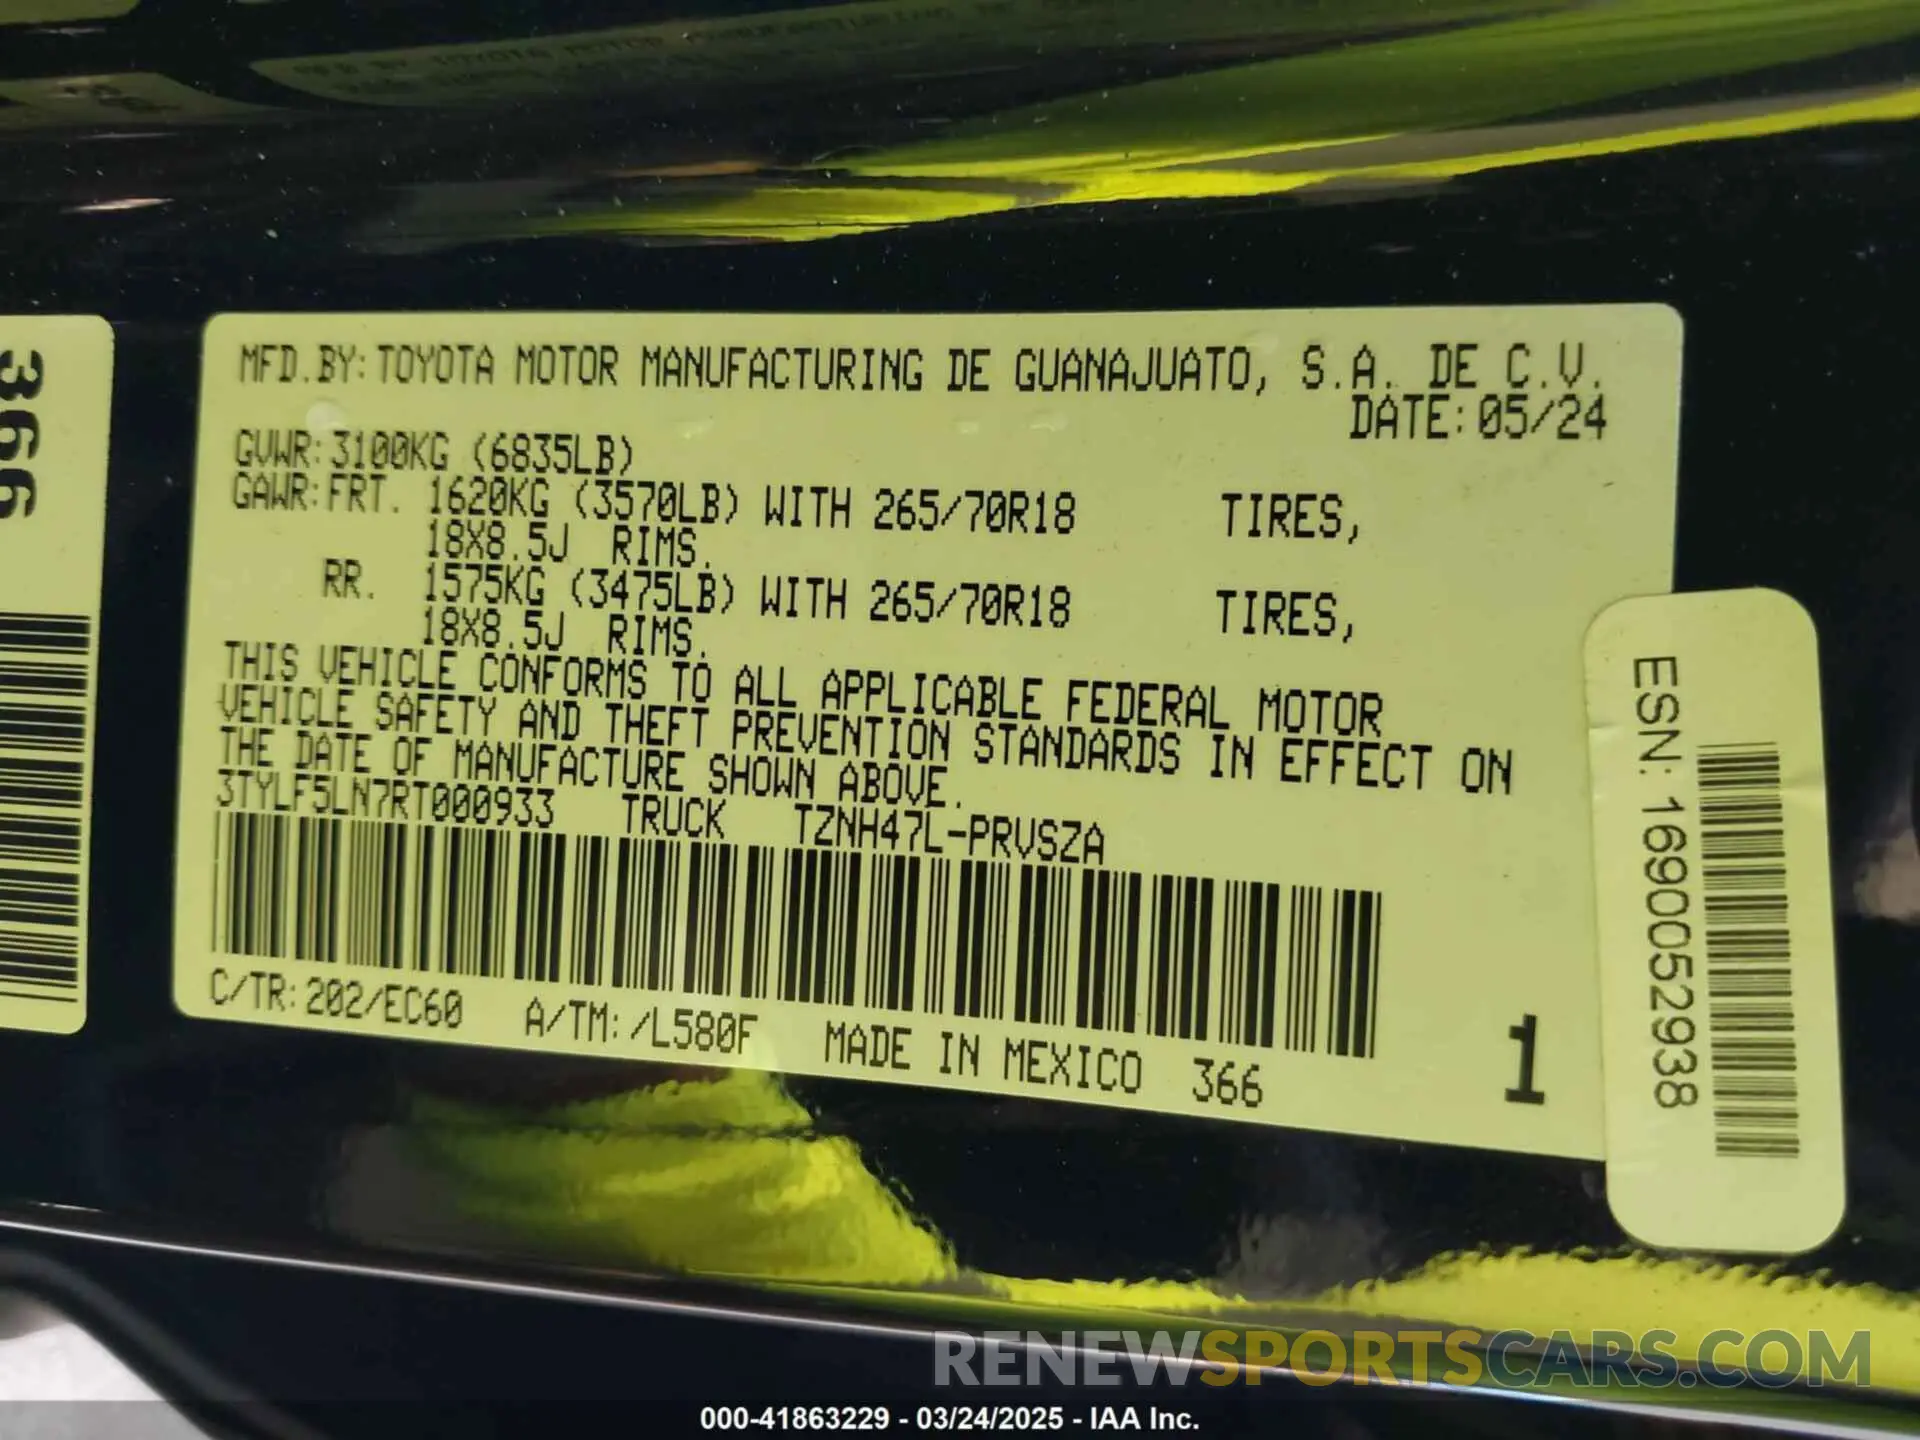 MFD.BY:TOYOTA MOTOR MANUFACTURING DE GUANAJUATO, S.A. DE C.V.
DATE:05/24
GVWR:3100KG (6835LB)
GAWR:FRT. 1620KG (3570LB) WITH 265/70R18 TIRES,
18X8.5J RIMS.
RR. 1575KG (3475LB) WITH 265/70R18 TIRES,
18X8.5J RIMS.
THIS VEHICLE CONFORMS TO ALL APPLICABLE FEDERAL MOTOR
VEHICLE SAFETY AND THEFT PREVENTION STANDARDS IN EFFECT ON
THE DATE OF MANUFACTURE SHOWN ABOVE.
3TYLF5LN7RT000933 TRUCK TZNH47L-PRVSZA
C/TR:202/EC60 A/TM:/L580F MADE IN MEXICO 366
1
366
ESN: 1690052938
RENEWSPORTSCARS.COM
000-41863229 - 03/24/2025 - IAA Inc.